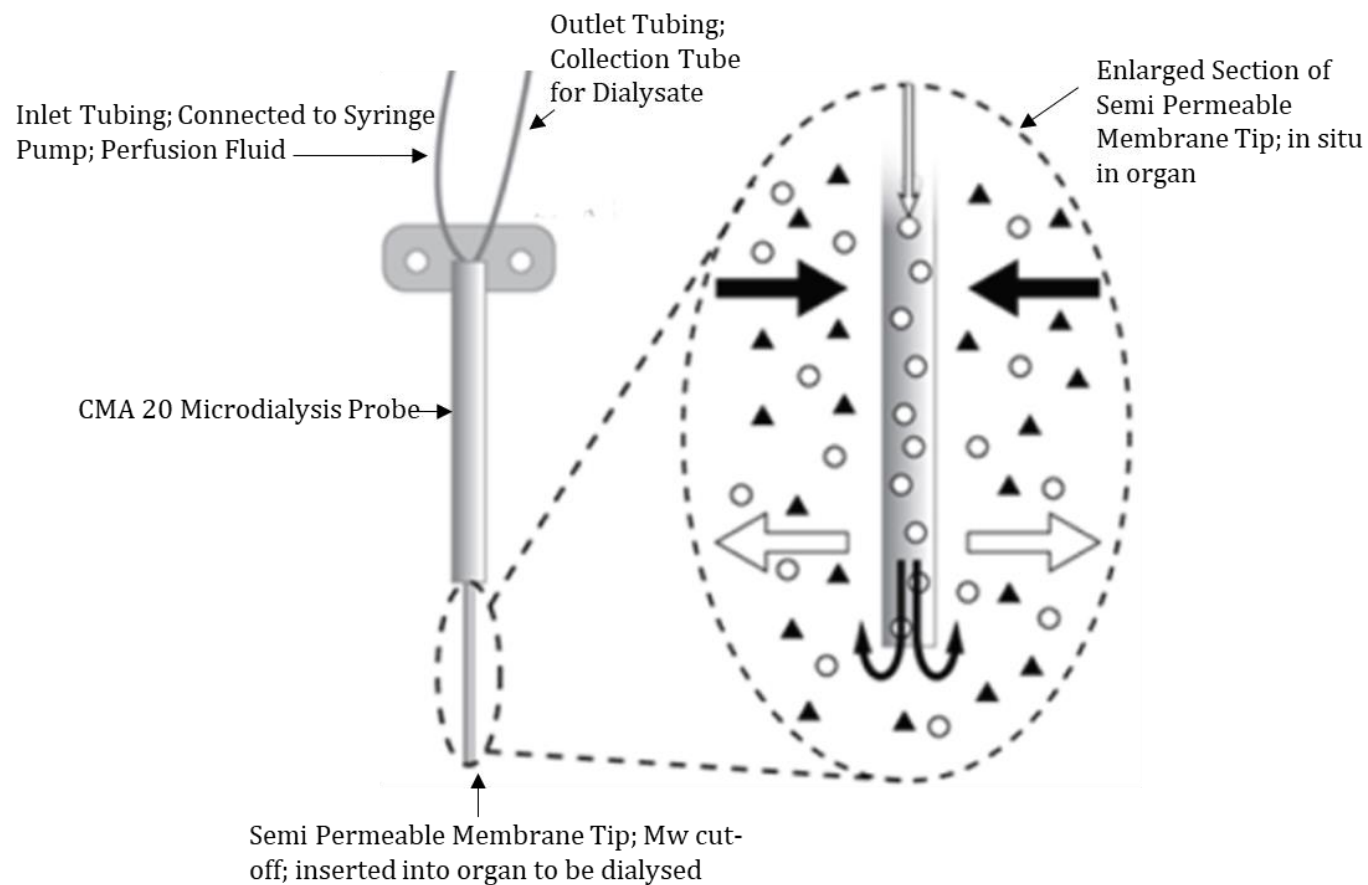 Outlet Tubing;
Collection Tube
for Dialysate
Inlet Tubing; Connected to Syringe
Pump; Perfusion Fluid
Enlarged Section of
Semi Permeable
Membrane Tip; in situ
in organ
CMA 20 Microdialysis Probe
Semi Permeable Membrane Tip; Mw cut-
off; inserted into organ to be dialysed